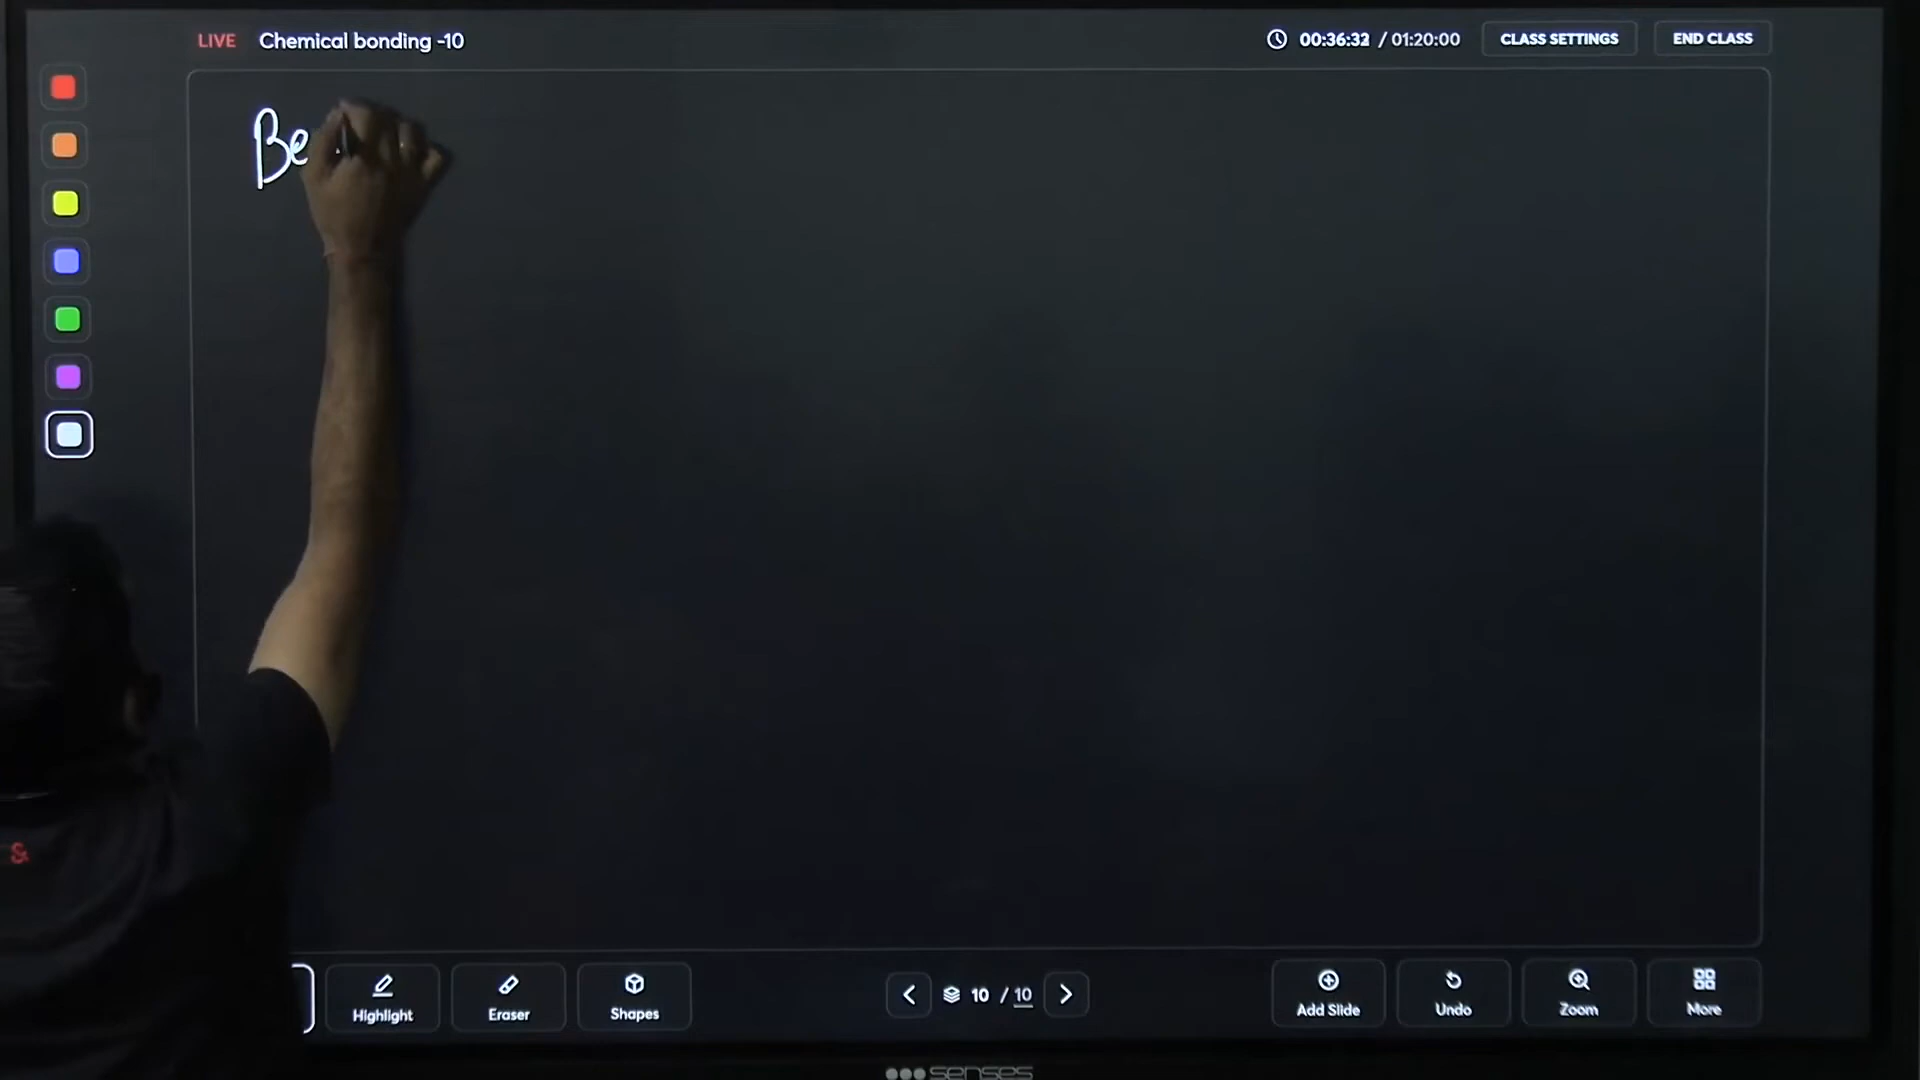 LIVE Chemical bonding -10 00:36:32 / 01:20:00 CLASS SETTINGS END CLASS
Be
&
Highlight Eraser Shapes 10 / 10 Add Slide Undo Zoom More
senses